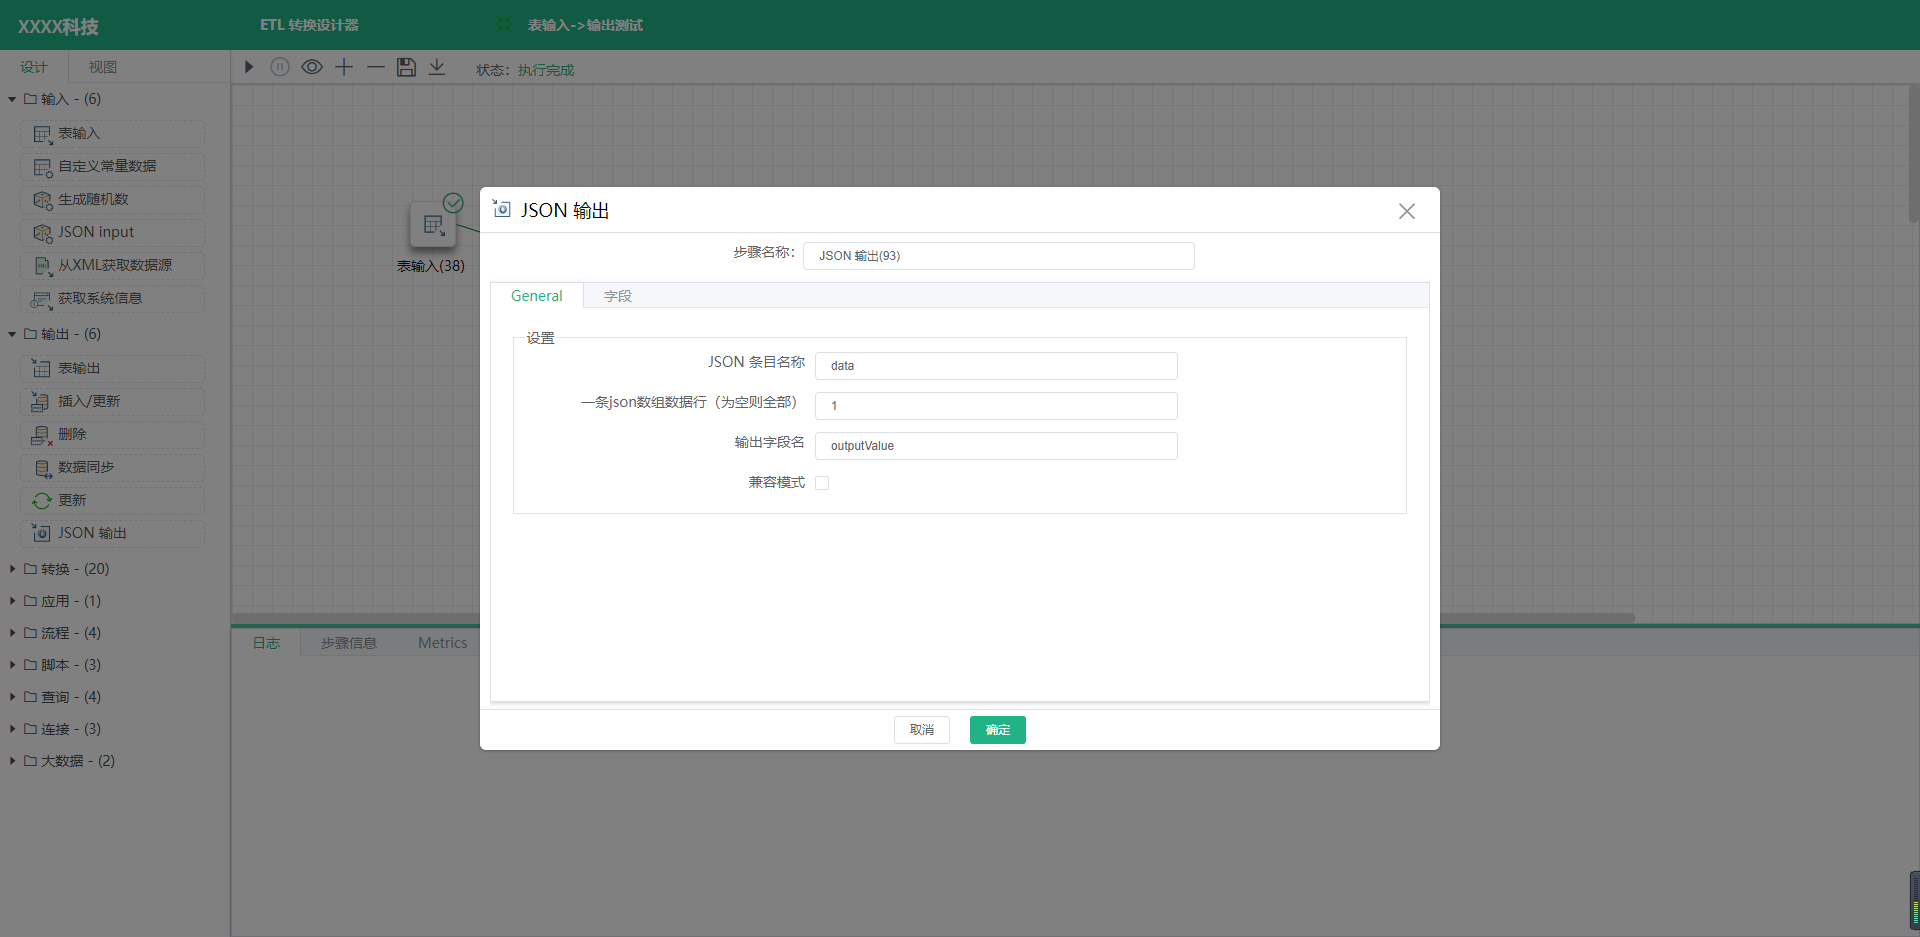 XXXX科技
ETL 转换设计器
表输入->输出测试
设计
视图
状态：执行完成
输入 - (6)
表输入
自定义常量数据
生成随机数
JSON input
从XML获取数据源
获取系统信息
输出 - (6)
表输出
插入/更新
删除
数据同步
更新
JSON 输出
转换 - (20)
应用 - (1)
流程 - (4)
脚本 - (3)
查询 - (4)
连接 - (3)
大数据 - (2)
表输入(38)
JSON 输出
步骤名称：
JSON 输出(93)
General
字段
设置
JSON 条目名称
data
一条json数组数据行（为空则全部）
1
输出字段名
outputValue
兼容模式
取消
确定
日志
步骤信息
Metrics